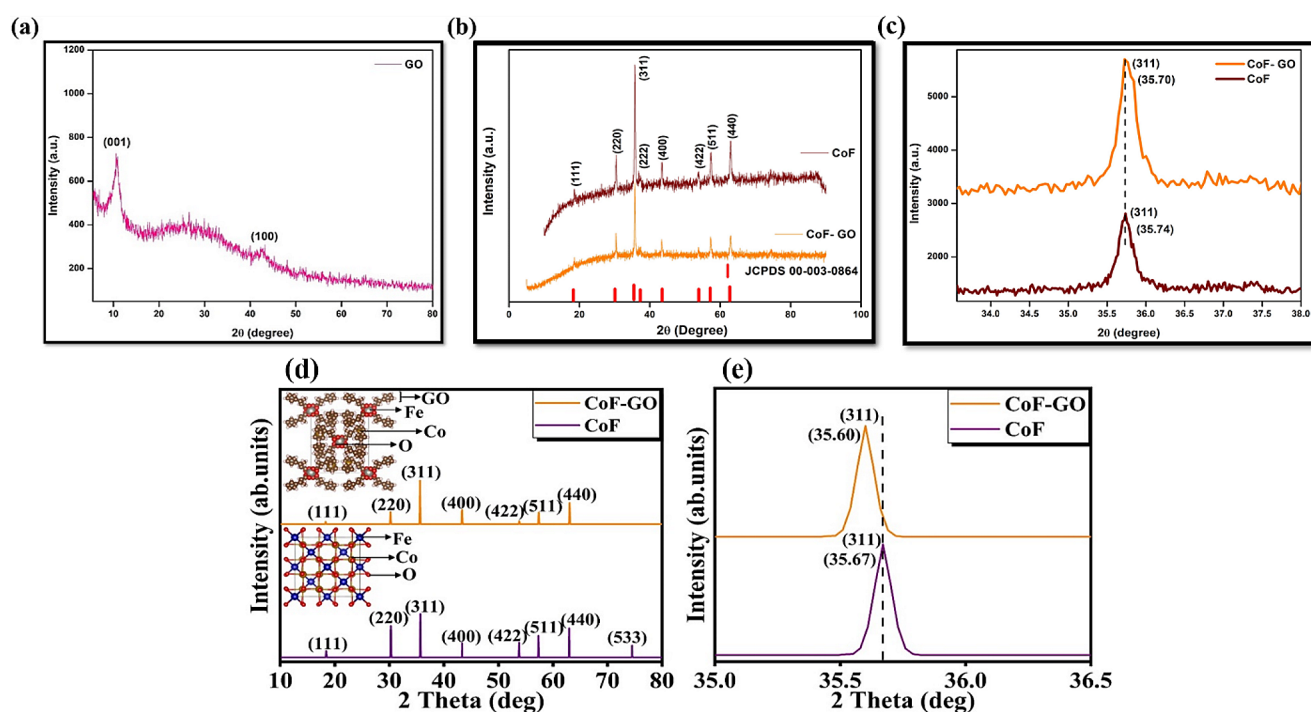 (a)
1200
1000
800
600
400
200
Intensity (a.u.)
GO
(001)
(100)
10 20 30 40 50 60 70 80
2θ (degree)
(b)
Intensity (a.u.)
(111)
(220)
(311)
(222)
(400)
(422)
(511)
(440)
CoF
CoF- GO
JCPDS 00-003-0864
0 20 40 60 80 100
2θ (Degree)
(c)
Intensity (a.u.)
5000
3000
2000
(311)
(35.70)
CoF- GO
CoF
(311)
(35.74)
34.0 34.5 35.0 35.5 36.0 36.5 37.0 37.5 38.0
2θ (degree)
(d)
Intensity (ab.units)
GO
Fe
Co
O
CoF-GO
CoF
(111)
(220)
(311)
(400)
(422)
(511)
(440)
Fe
Co
O
(111)
(220)
(311)
(400)
(422)
(511)
(440)
(533)
10 20 30 40 50 60 70 80
2 Theta (deg)
(e)
Intensity (ab.units)
(311)
(35.60)
CoF-GO
CoF
(311)
(35.67)
35.0 35.5 36.0 36.5
2 Theta (deg)